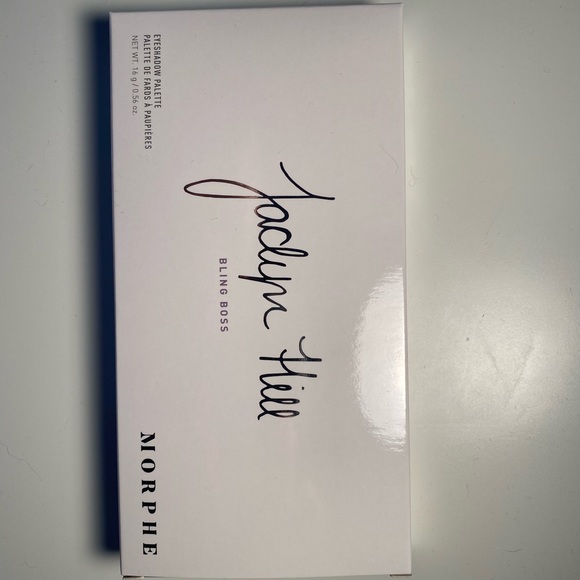 Jaclyn Hill
BLING BOSS
EYESHADOW PALETTE
PALETTE DE FARDS À PAUPIÈRES
NET WT. 16 g / 0.56 oz.
MORPHE